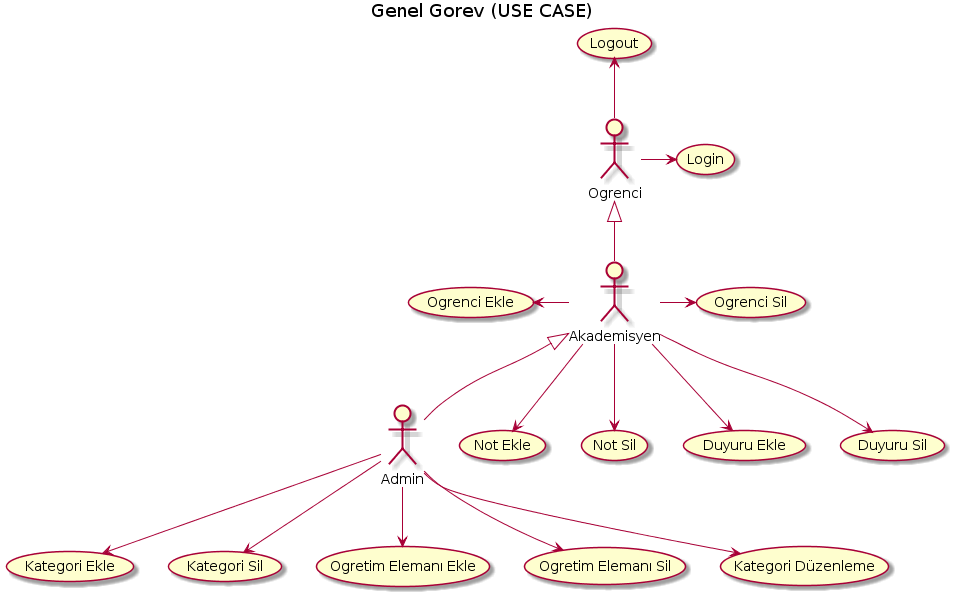 Genel Gorev (USE CASE)
Logout
Login
Ogrenci
Ogrenci Ekle
Ogrenci Sil
Akademisyen
Not Ekle
Not Sil
Duyuru Ekle
Duyuru Sil
Admin
Kategori Ekle
Kategori Sil
Ogretim Elemanı Ekle
Ogretim Elemanı Sil
Kategori Düzenleme